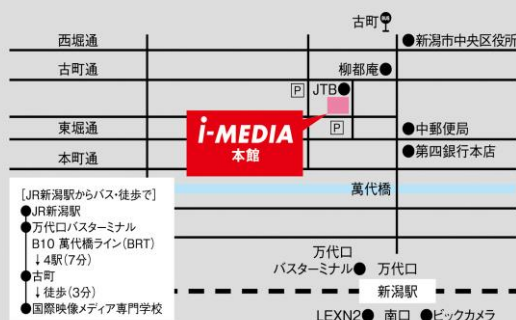 古町
BUS
西堀通
●新潟市中央区役所
古町通
柳都庵●
P
JTB●
i-MEDIA
本館
東堀通
P
●中郵便局
本町通
●第四銀行本店
萬代橋
[JR新潟駅からバス・徒歩で]
●JR新潟駅
●万代口バスターミナル
B10 萬代橋ライン(BRT)
↓4駅(7分)
●古町
↓徒歩(3分)
●国際映像メディア専門学校
万代口
バスターミナル●
万代口
新潟駅
LEXN2●
南口
●ビックカメラ